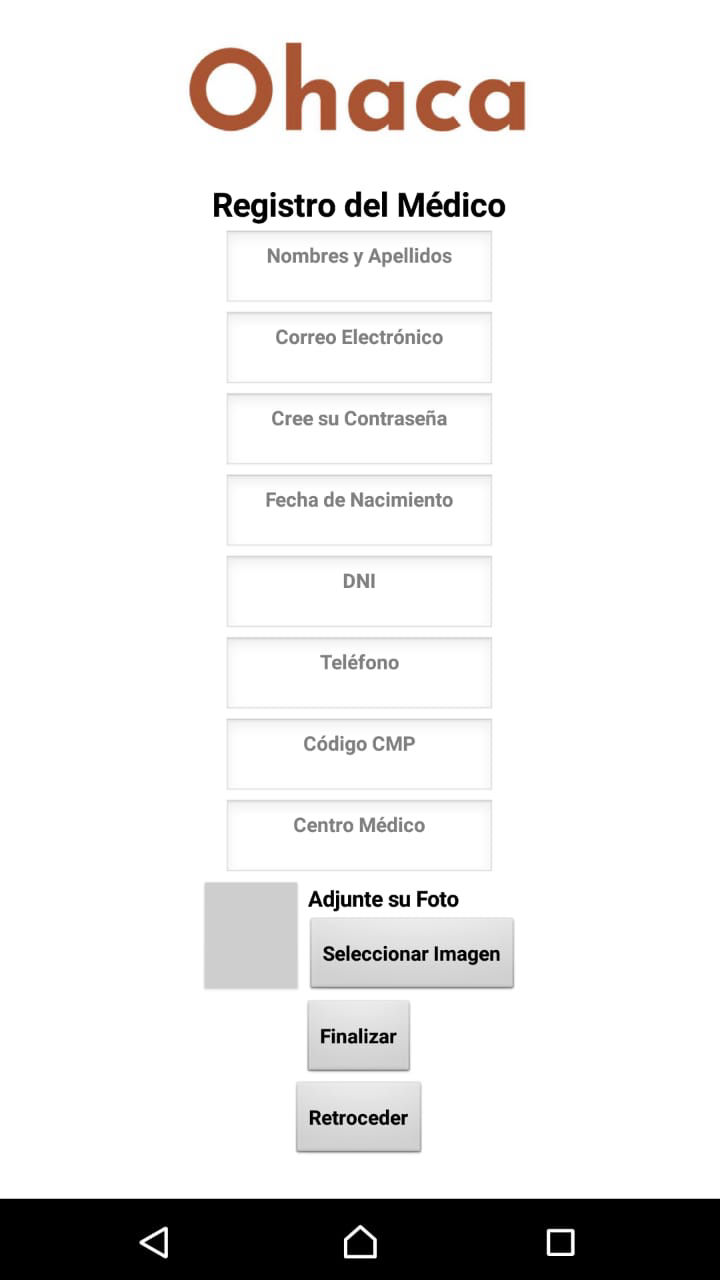 Ohaca
Registro del Médico
Nombres y Apellidos
Correo Electrónico
Cree su Contraseña
Fecha de Nacimiento
DNI
Teléfono
Código CMP
Centro Médico
Adjunte su Foto
Seleccionar Imagen
Finalizar
Retroceder